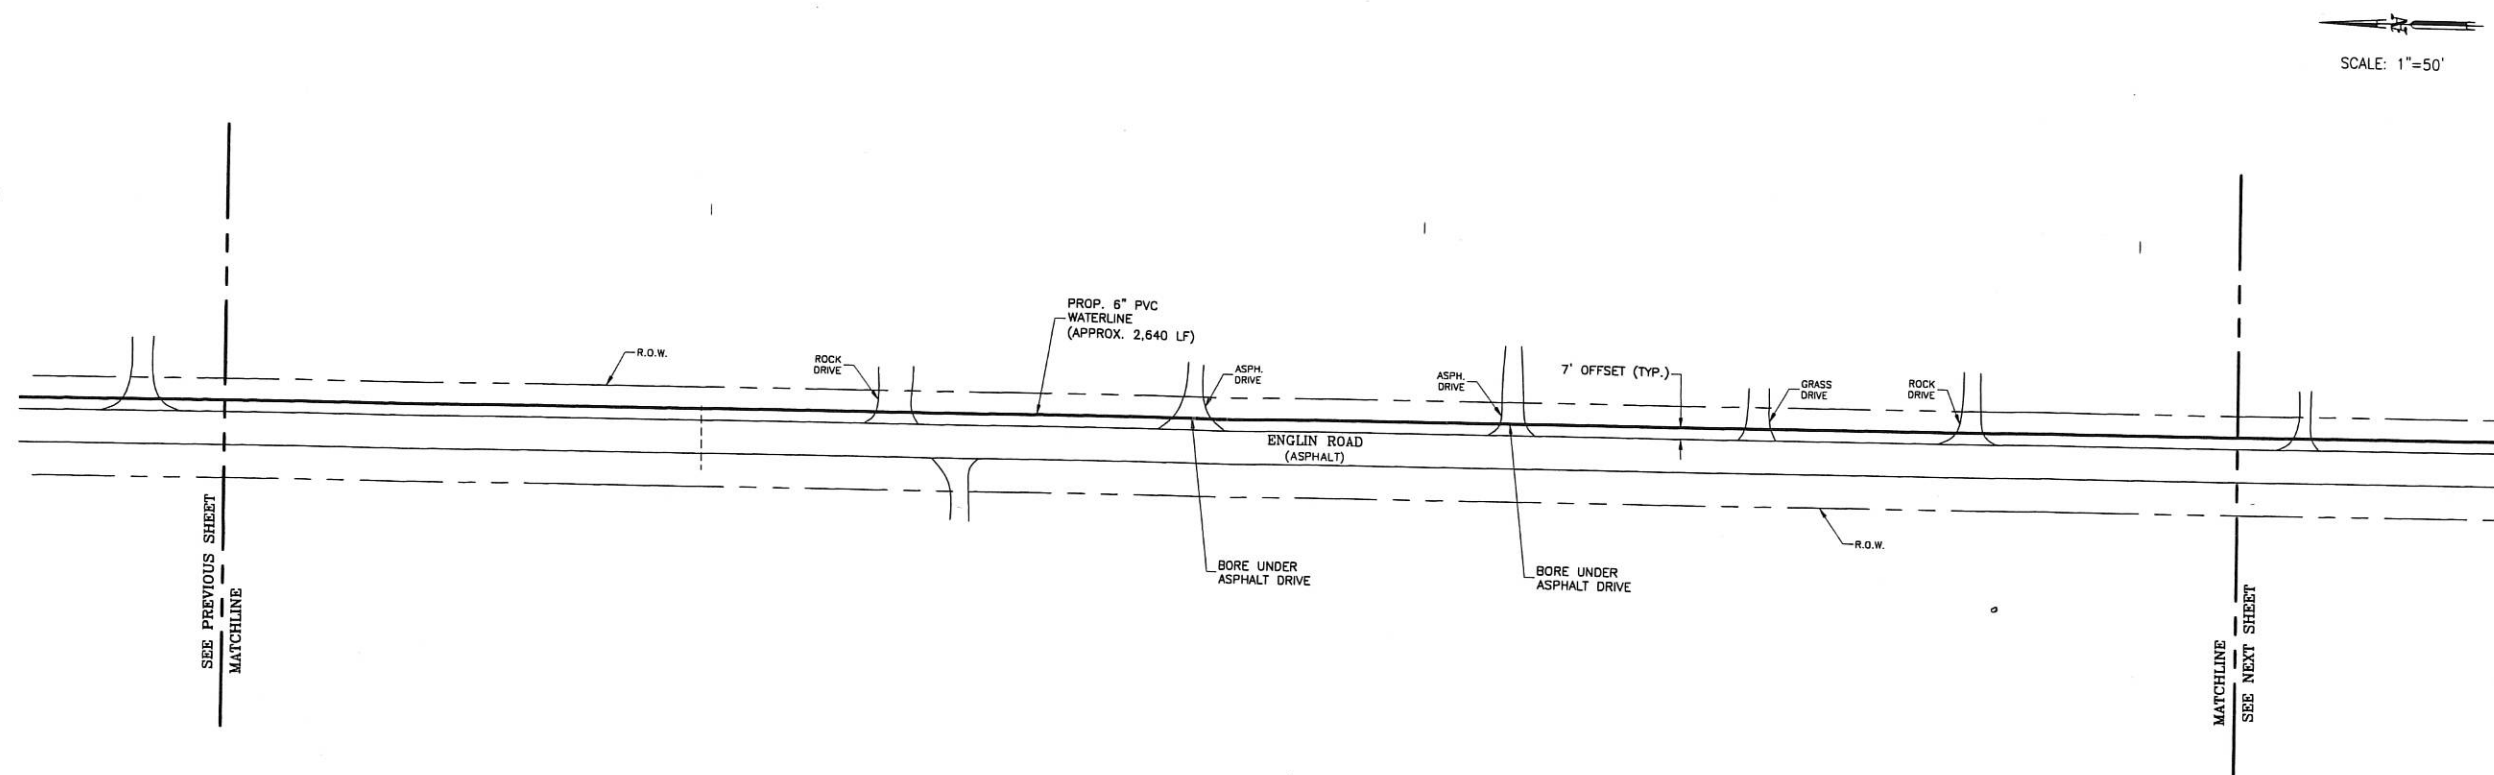 N
SCALE: 1"=50'
PROP. 6" PVC
WATERLINE
(APPROX. 2,640 LF)
R.O.W.
ROCK
DRIVE
ASPH.
DRIVE
ASPH.
DRIVE
7' OFFSET (TYP.)
GRASS
DRIVE
ROCK
DRIVE
ENGLIN ROAD
(ASPHALT)
R.O.W.
BORE UNDER
ASPHALT DRIVE
BORE UNDER
ASPHALT DRIVE
SEE PREVIOUS SHEET
MATCHLINE
MATCHLINE
SEE NEXT SHEET